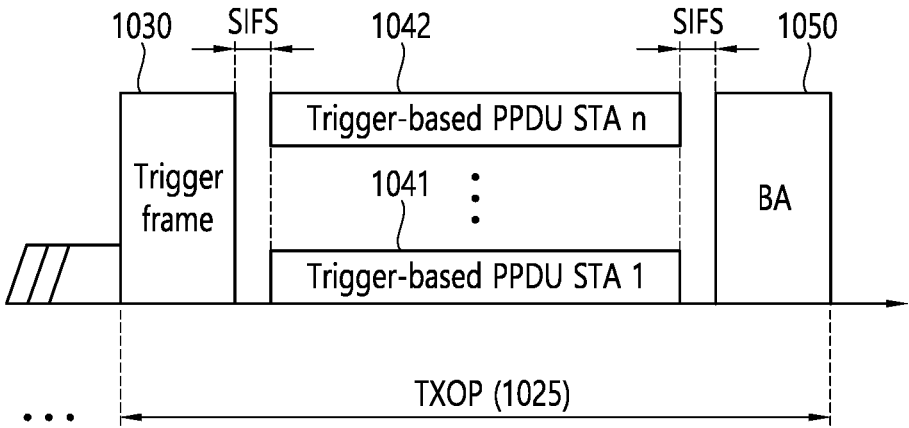 SIFS
SIFS
1030
1042
1050
Trigger-based PPDU STA n
Trigger
frame
1041
BA
Trigger-based PPDU STA 1
TXOP (1025)